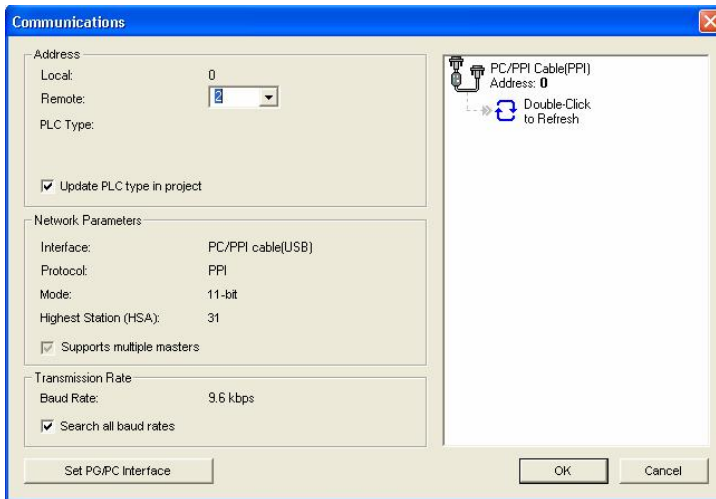 Communications
Address
Local: 0
Remote: 2
PLC Type:
Update PLC type in project
Network Parameters
Interface: PC/PPI cable(USB)
Protocol: PPI
Mode: 11-bit
Highest Station (HSA): 31
Supports multiple masters
Transmission Rate
Baud Rate: 9.6 kbps
Search all baud rates
Set PG/PC Interface
PC/PPI Cable(PPI)
Address: 0
Double-Click
to Refresh
OK
Cancel